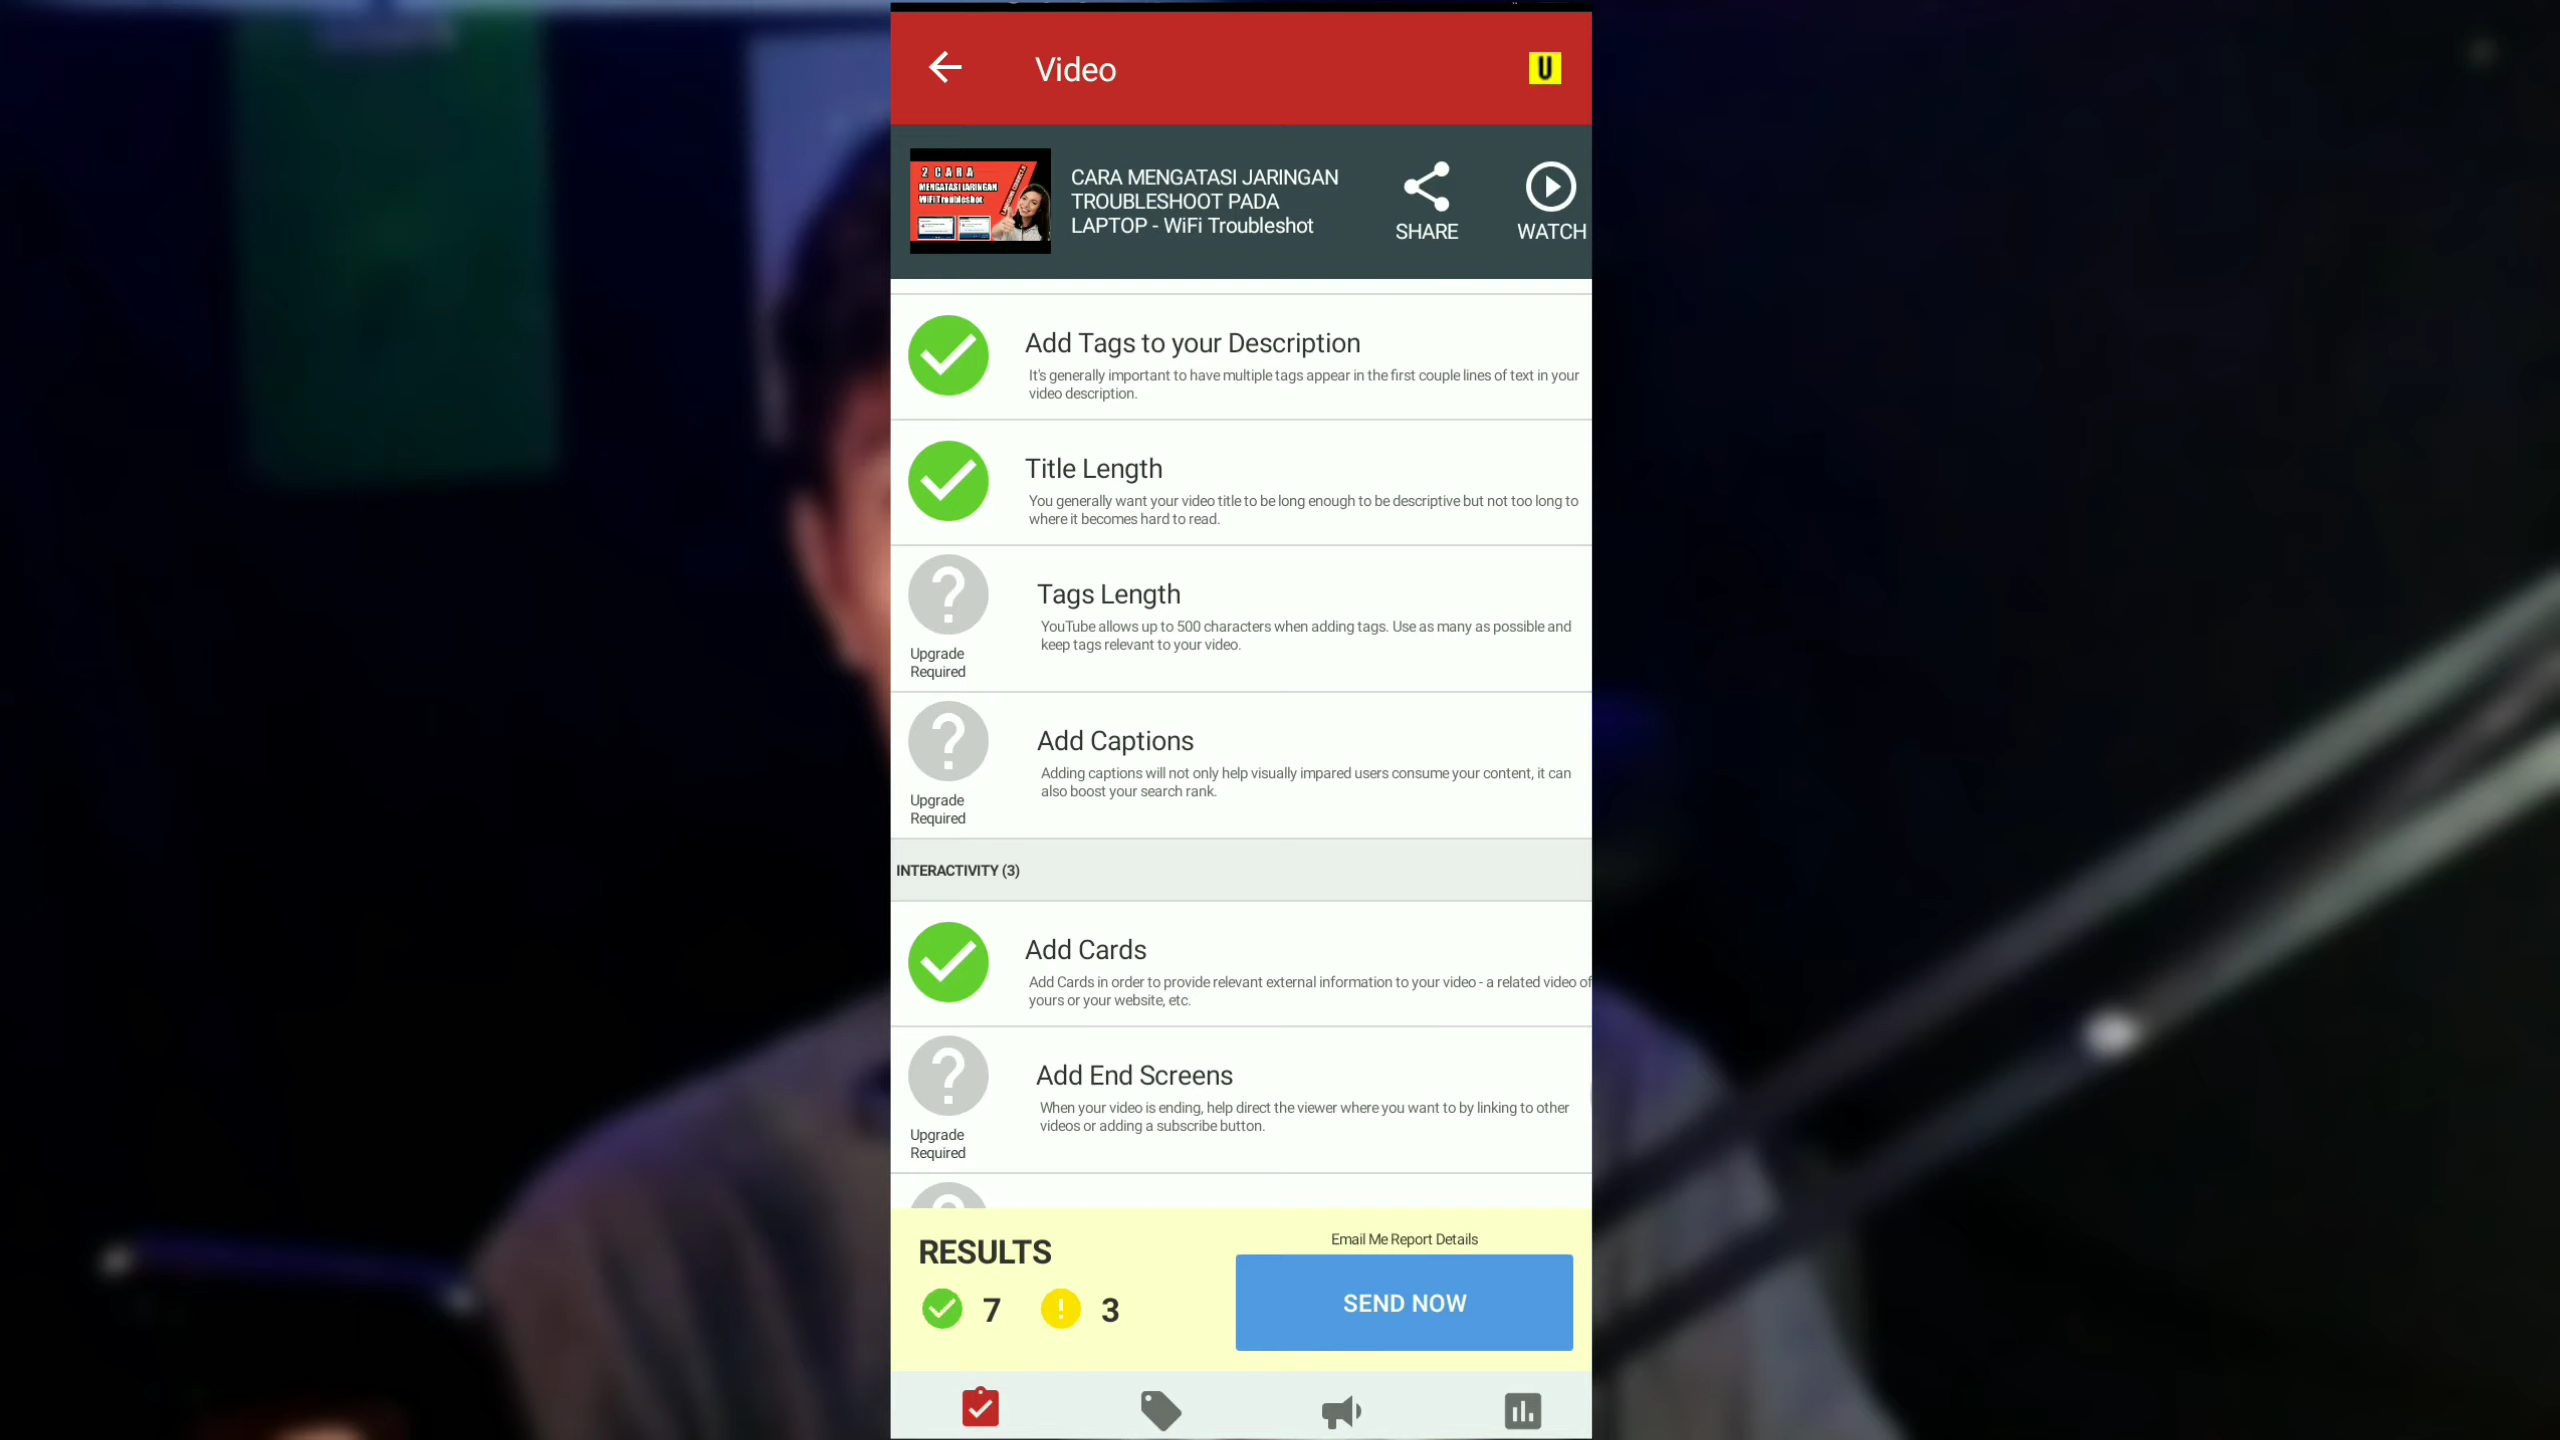 Video
U
2 CARA
MENGATASI JARINGAN
WiFi Troubleshot
CARA MENGATASI JARINGAN
TROUBLESHOOT PADA
LAPTOP - WiFi Troubleshot
SHARE
WATCH
Add Tags to your Description
It's generally important to have multiple tags appear in the first couple lines of text in your
video description.
Title Length
You generally want your video title to be long enough to be descriptive but not too long to
where it becomes hard to read.
Tags Length
YouTube allows up to 500 characters when adding tags. Use as many as possible and
keep tags relevant to your video.
Upgrade
Required
Add Captions
Adding captions will not only help visually impared users consume your content, it can
also boost your search rank.
Upgrade
Required
INTERACTIVITY (3)
Add Cards
Add Cards in order to provide relevant external information to your video - a related video of
yours or your website, etc.
Add End Screens
When your video is ending, help direct the viewer where you want to by linking to other
videos or adding a subscribe button.
Upgrade
Required
RESULTS
7
3
Email Me Report Details
SEND NOW